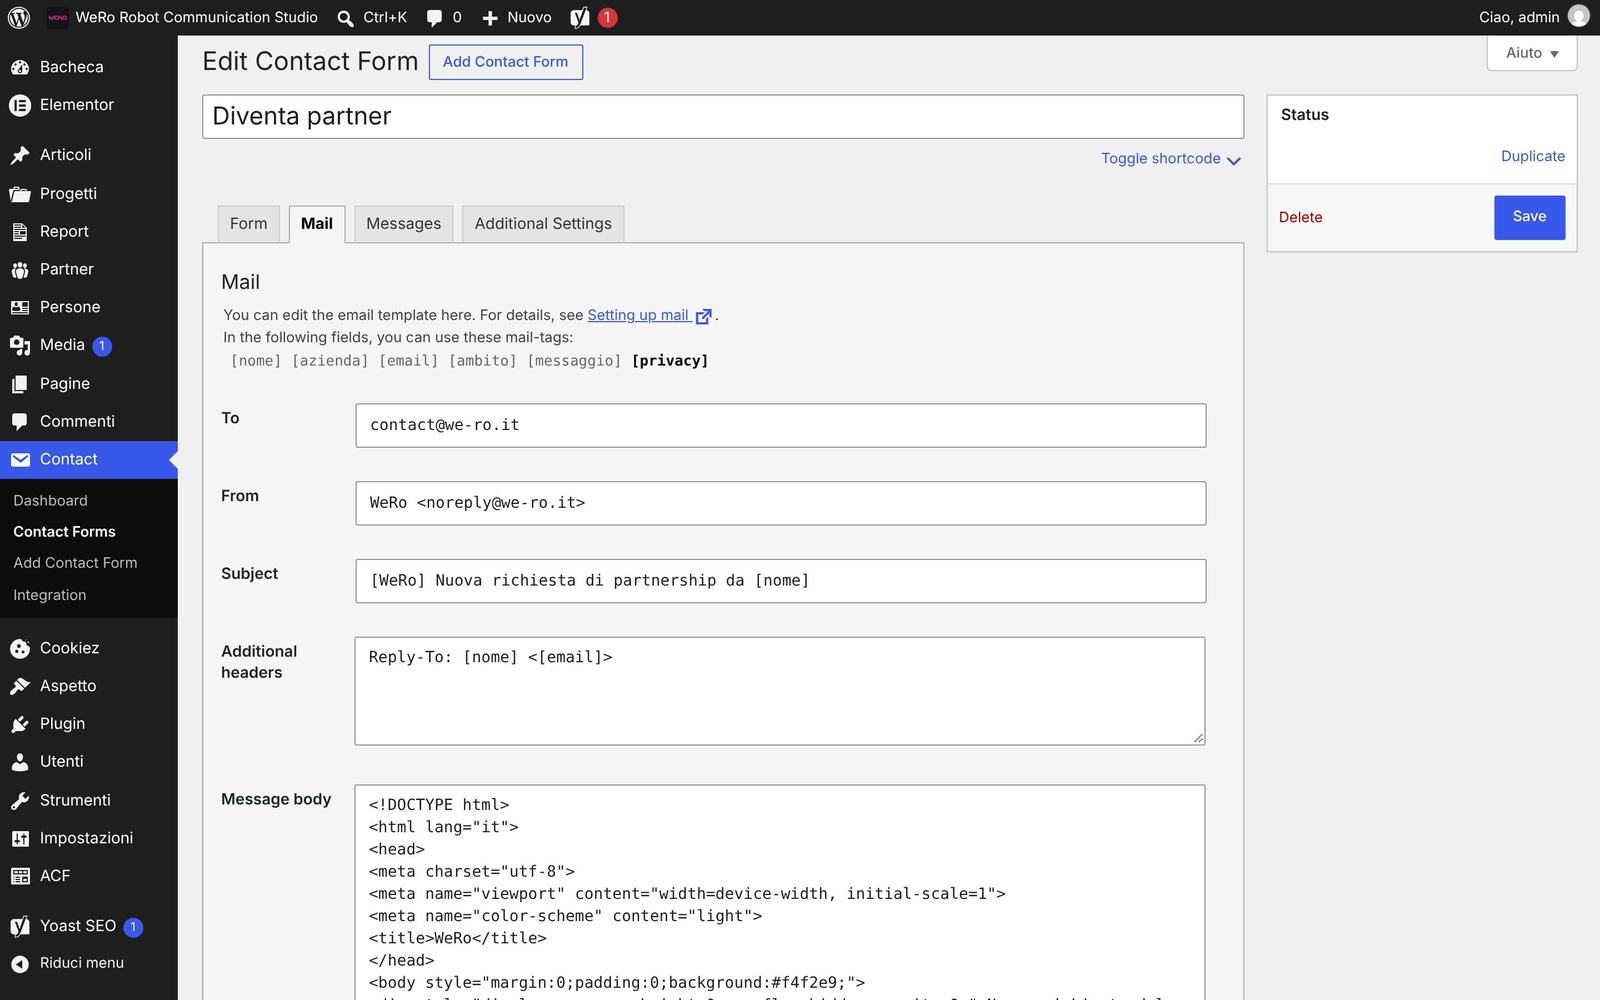 WeRo Robot Communication Studio Ctrl+K 0 Nuovo 1 Ciao, admin
Bacheca
Elementor
Articoli
Progetti
Report
Partner
Persone
Media 1
Pagine
Commenti
Contact
Dashboard
Contact Forms
Add Contact Form
Integration
Cookiez
Aspetto
Plugin
Utenti
Strumenti
Impostazioni
ACF
Yoast SEO 1
Riduci menu
Aiuto
Edit Contact Form Add Contact Form
Diventa partner
Toggle shortcode
Form Mail Messages Additional Settings
Mail
You can edit the email template here. For details, see Setting up mail .
In the following fields, you can use these mail-tags:
[nome] [azienda] [email] [ambito] [messaggio] [privacy]
To contact@we-ro.it
From WeRo <noreply@we-ro.it>
Subject [WeRo] Nuova richiesta di partnership da [nome]
Additional headers
Reply-To: [nome] <[email]>
Message body
<!DOCTYPE html>
<html lang="it">
<head>
<meta charset="utf-8">
<meta name="viewport" content="width=device-width, initial-scale=1">
<meta name="color-scheme" content="light">
<title>WeRo</title>
</head>
<body style="margin:0;padding:0;background:#f4f2e9;">
Status
Duplicate
Delete Save